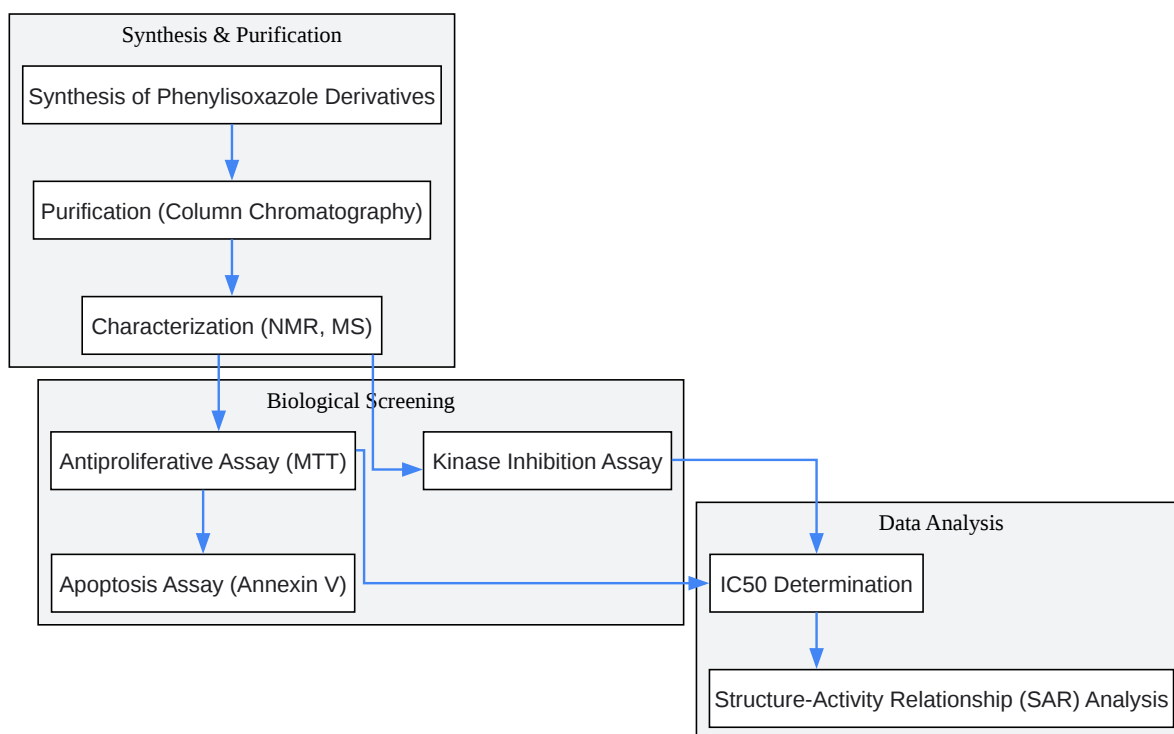 Synthesis & Purification
Synthesis of Phenylisoxazole Derivatives
Purification (Column Chromatography)
Characterization (NMR, MS)
Biological Screening
Antiproliferative Assay (MTT)
Kinase Inhibition Assay
Apoptosis Assay (Annexin V)
Data Analysis
IC50 Determination
Structure-Activity Relationship (SAR) Analysis